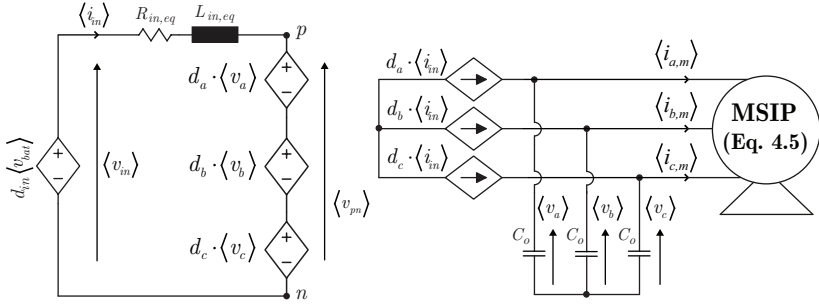 ⟨i_in⟩ R_in,eq L_in,eq p
d_a·⟨v_a⟩
d_b·⟨v_b⟩
d_c·⟨v_c⟩
d_in⟨v_bat⟩
⟨v_in⟩
⟨v_pn⟩
n
d_a·⟨i_in⟩
d_b·⟨i_in⟩
d_c·⟨i_in⟩
⟨i_a,m⟩
⟨i_b,m⟩
⟨i_c,m⟩
MSIP
(Eq. 4.5)
⟨v_a⟩ ⟨v_b⟩ ⟨v_c⟩
C_o C_o C_o
+
−
+
−
+
−
+
−